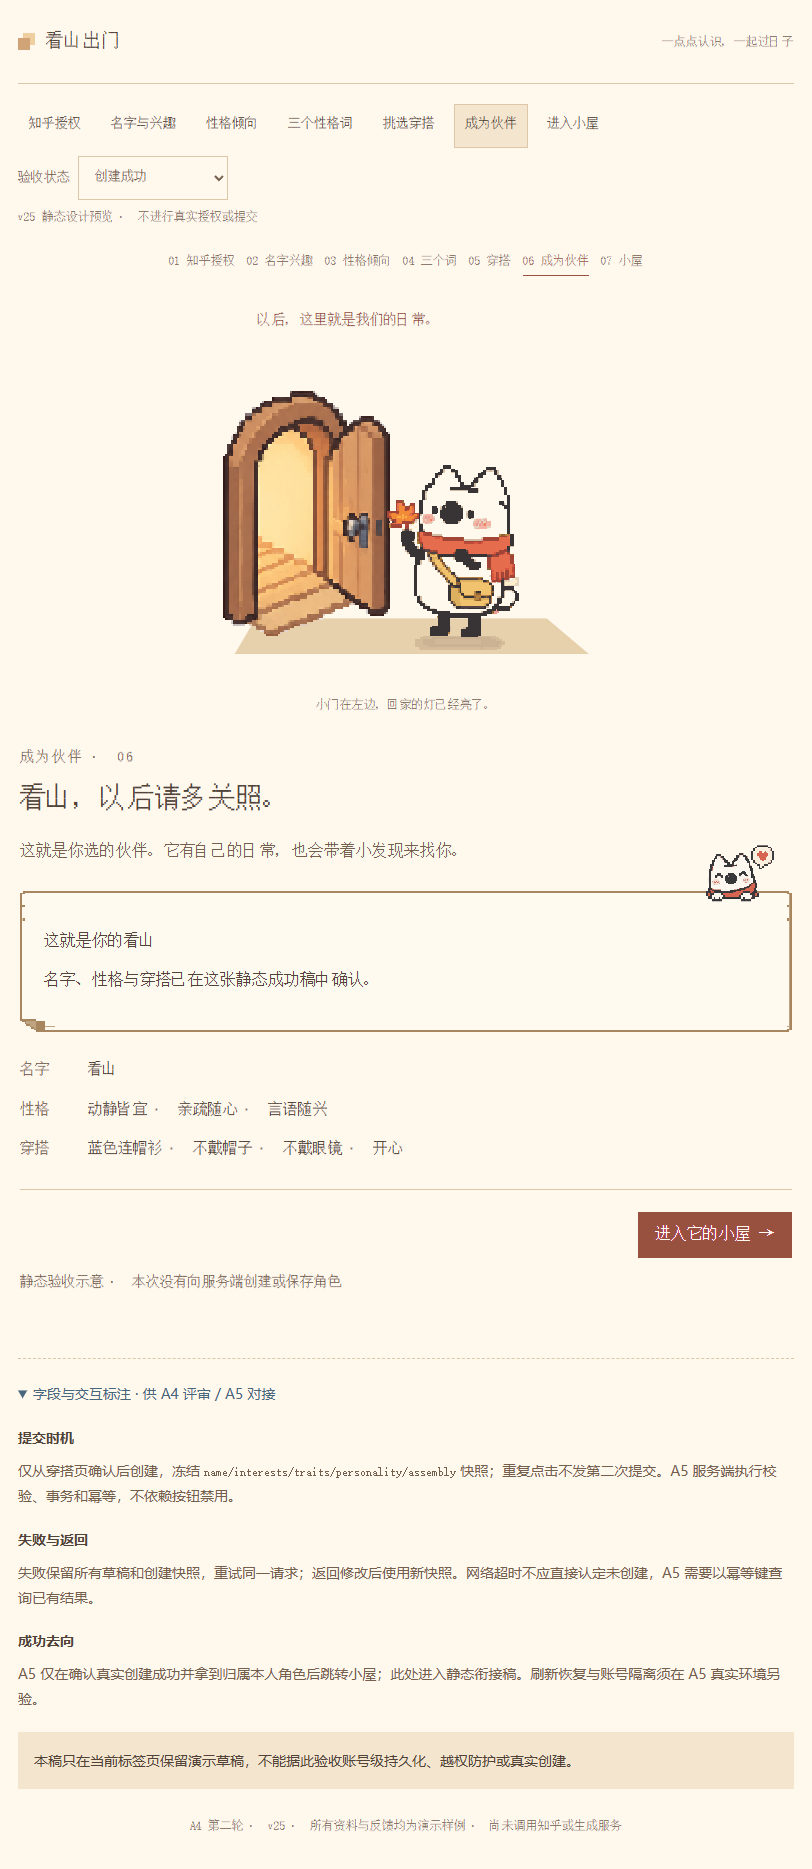 看山出门
一点点认识，一起过日子
知乎授权 名字与兴趣 性格倾向 三个性格词 挑选穿搭 成为伙伴 进入小屋
验收状态 创建成功
v25 静态设计预览 · 不进行真实授权或提交
01 知乎授权 02 名字兴趣 03 性格倾向 04 三个词 05 穿搭 06 成为伙伴 07 小屋
以后，这里就是我们的日常。
小门在左边，回家的灯已经亮了。
成为伙伴 · 06
看山，以后请多关照。
这就是你选的伙伴。它有自己的日常，也会带着小发现来找你。
这就是你的看山
名字、性格与穿搭已在这张静态成功稿中确认。
名字 看山
性格 动静皆宜 · 亲疏随心 · 言语随兴
穿搭 蓝色连帽衫 · 不戴帽子 · 不戴眼镜 · 开心
进入它的小屋 →
静态验收示意 · 本次没有向服务端创建或保存角色
▼ 字段与交互标注 · 供 A4 评审 / A5 对接
提交时机
仅从穿搭页确认后创建，冻结 name/interests/traits/personality/assembly 快照；重复点击不发第二次提交。A5 服务端执行校
验、事务和幂等，不依赖按钮禁用。
失败与返回
失败保留所有草稿和创建快照，重试同一请求；返回修改后使用新快照。网络超时不应直接认定未创建，A5 需要以幂等键查
询已有结果。
成功去向
A5 仅在确认真实创建成功并拿到归属本人角色后跳转小屋；此处进入静态衔接稿。刷新恢复与账号隔离须在 A5 真实环境另
验。
本稿只在当前标签页保留演示草稿，不能据此验收账号级持久化、越权防护或真实创建。
A4 第二轮 · v25 · 所有资料与反馈均为演示样例 · 尚未调用知乎或生成服务